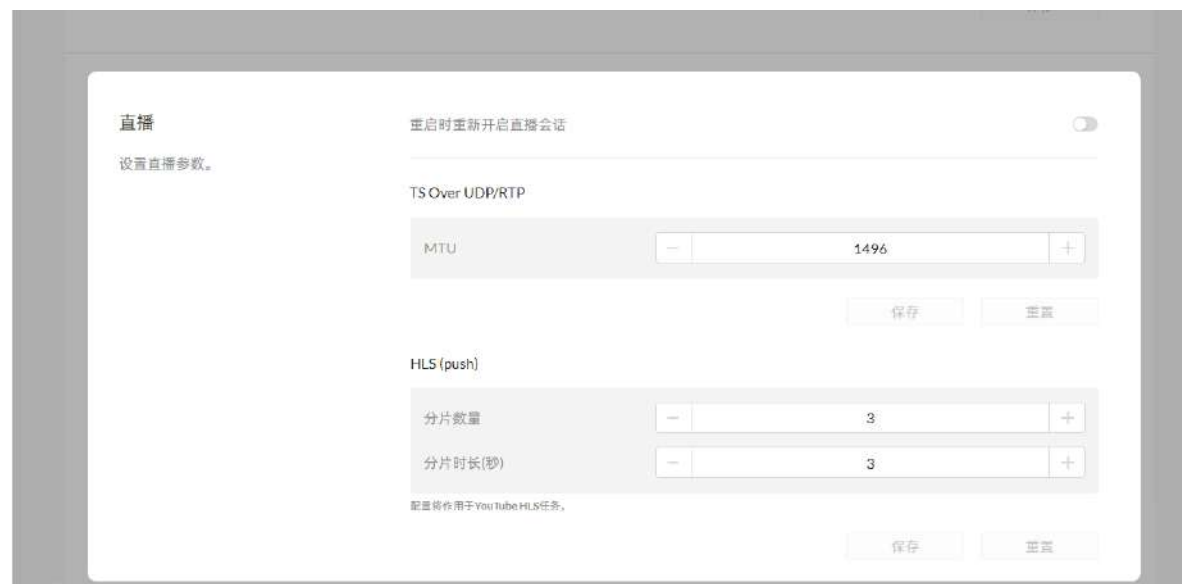 直播
设置直播参数。
重启时重新开启直播会话
TS Over UDP/RTP
MTU
1496
保存 重置
HLS (push)
分片数量
3
分片时长(秒)
3
配置将作用于YouTube HLS任务。
保存 重置